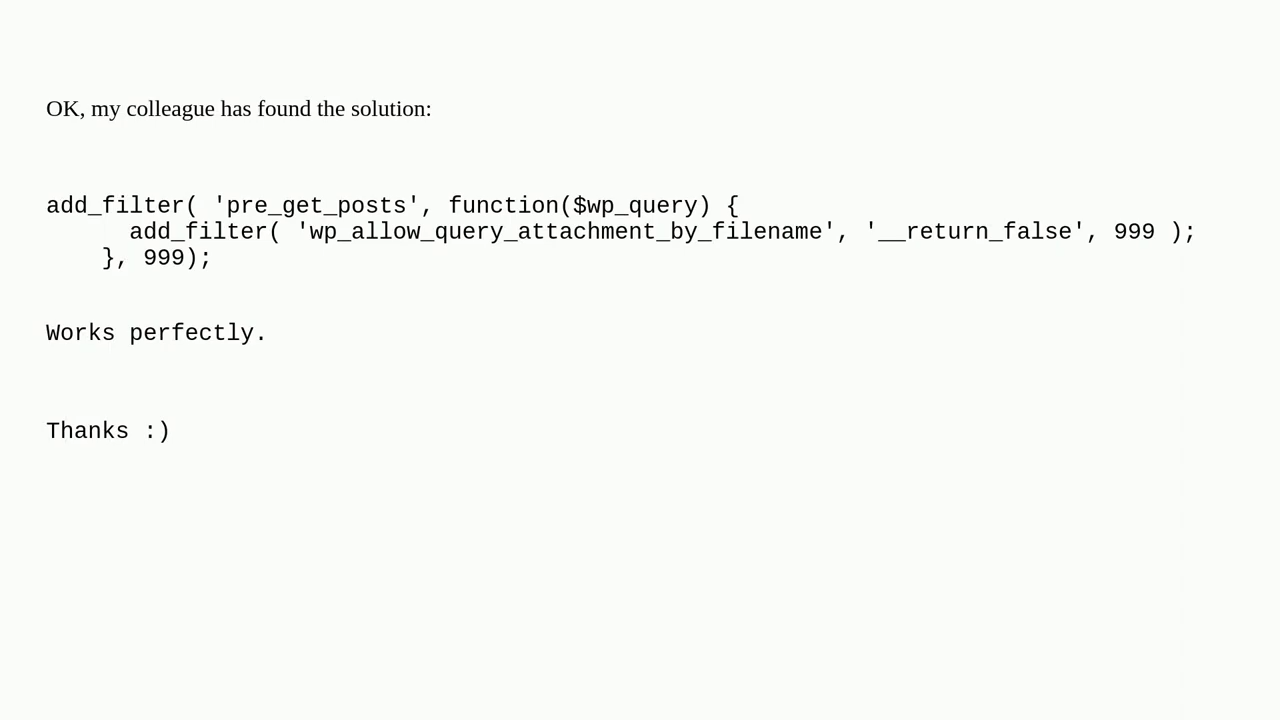 OK, my colleague has found the solution:
add_filter( 'pre_get_posts', function($wp_query) {
      add_filter( 'wp_allow_query_attachment_by_filename', '__return_false', 999 );
    }, 999);
Works perfectly.
Thanks :)